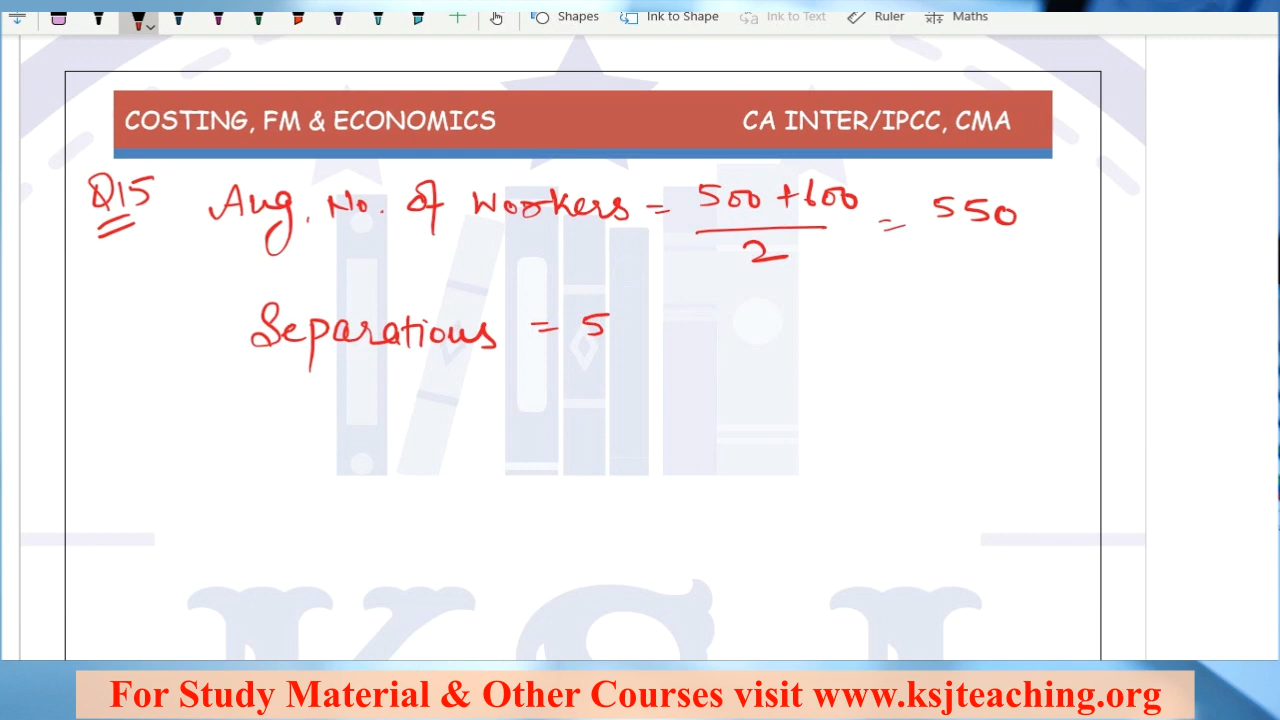 Shapes Ink to Shape Ink to Text Ruler Maths
COSTING, FM & ECONOMICS CA INTER/IPCC, CMA
Q15 Avg. No. of Workers = 500 + 600 / 2 = 550
Separations = 5
KSJ
For Study Material & Other Courses visit www.ksjteaching.org